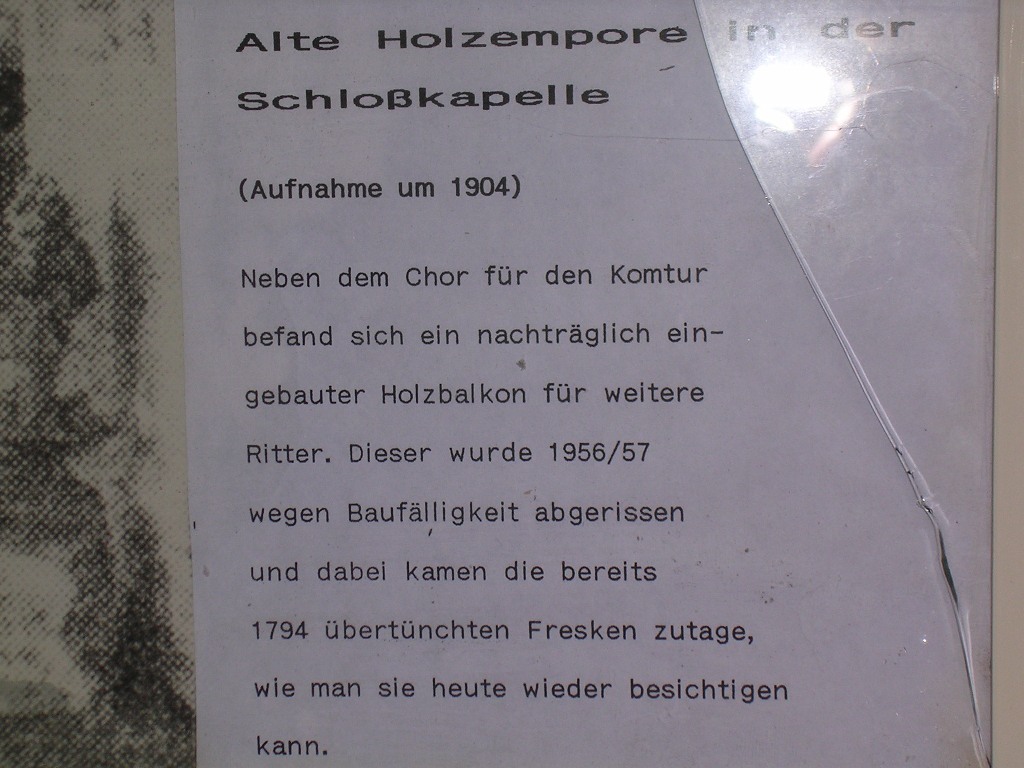 Alte Holzempore in der
Schloßkapelle
(Aufnahme um 1904)
Neben dem Chor für den Komtur
befand sich ein nachträglich ein-
gebauter Holzbalkon für weitere
Ritter. Dieser wurde 1956/57
wegen Baufälligkeit abgerissen
und dabei kamen die bereits
1794 übertünchten Fresken zutage,
wie man sie heute wieder besichtigen
kann.